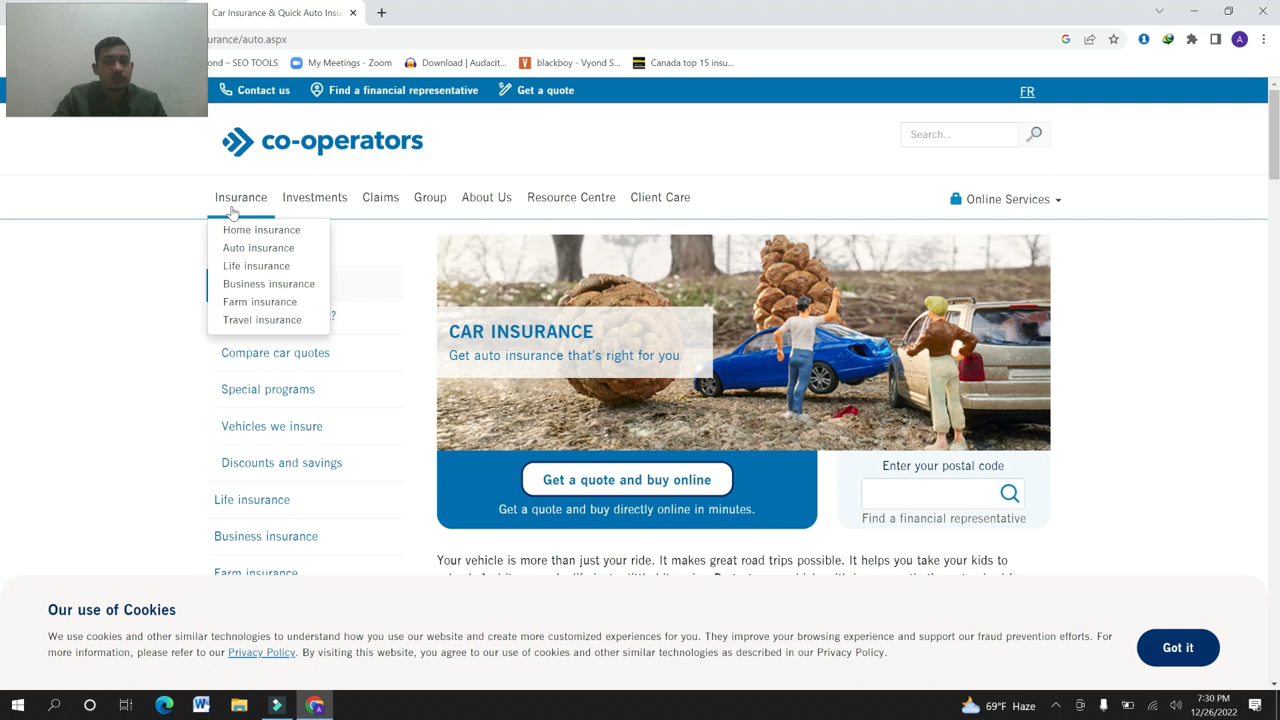 Car Insurance & Quick Auto Insu
urance/auto.aspx
ond – SEO TOOLS
My Meetings - Zoom
Download | Audacit...
blackboy - Vyond S...
Canada top 15 insu...
A
Contact us
Find a financial representative
Get a quote
FR
co-operators
Search..
Insurance
Investments
Claims
Group
About Us
Resource Centre
Client Care
Online Services
Home insurance
Auto insurance
Life insurance
Business insurance
Farm insurance
Travel insurance
?
Compare car quotes
Special programs
Vehicles we insure
Discounts and savings
Life insurance
Business insurance
Farm insurance
CAR INSURANCE
Get auto insurance that's right for you
Get a quote and buy online
Get a quote and buy directly online in minutes.
Enter your postal code
Find a financial representative
Your vehicle is more than just your ride. It makes great road trips possible. It helps you take your kids to
Our use of Cookies
We use cookies and other similar technologies to understand how you use our website and create more customized experiences for you. They improve your browsing experience and support our fraud prevention efforts. For
more information, please refer to our Privacy Policy. By visiting this website, you agree to our use of cookies and other similar technologies as described in our Privacy Policy.
Got it
69°F Haze
7:30 PM
12/26/2022